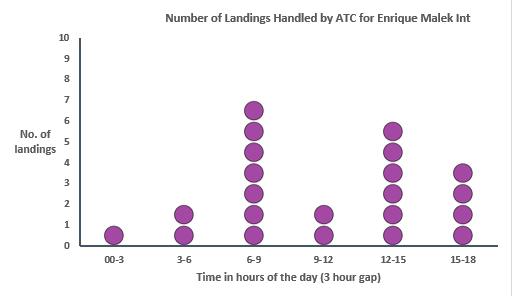 Number of Landings Handled by ATC for Enrique Malek Int
10
9
8
7
6
5
4
3
2
1
0
No. of
landings
00-3 3-6 6-9 9-12 12-15 15-18
Time in hours of the day (3 hour gap)